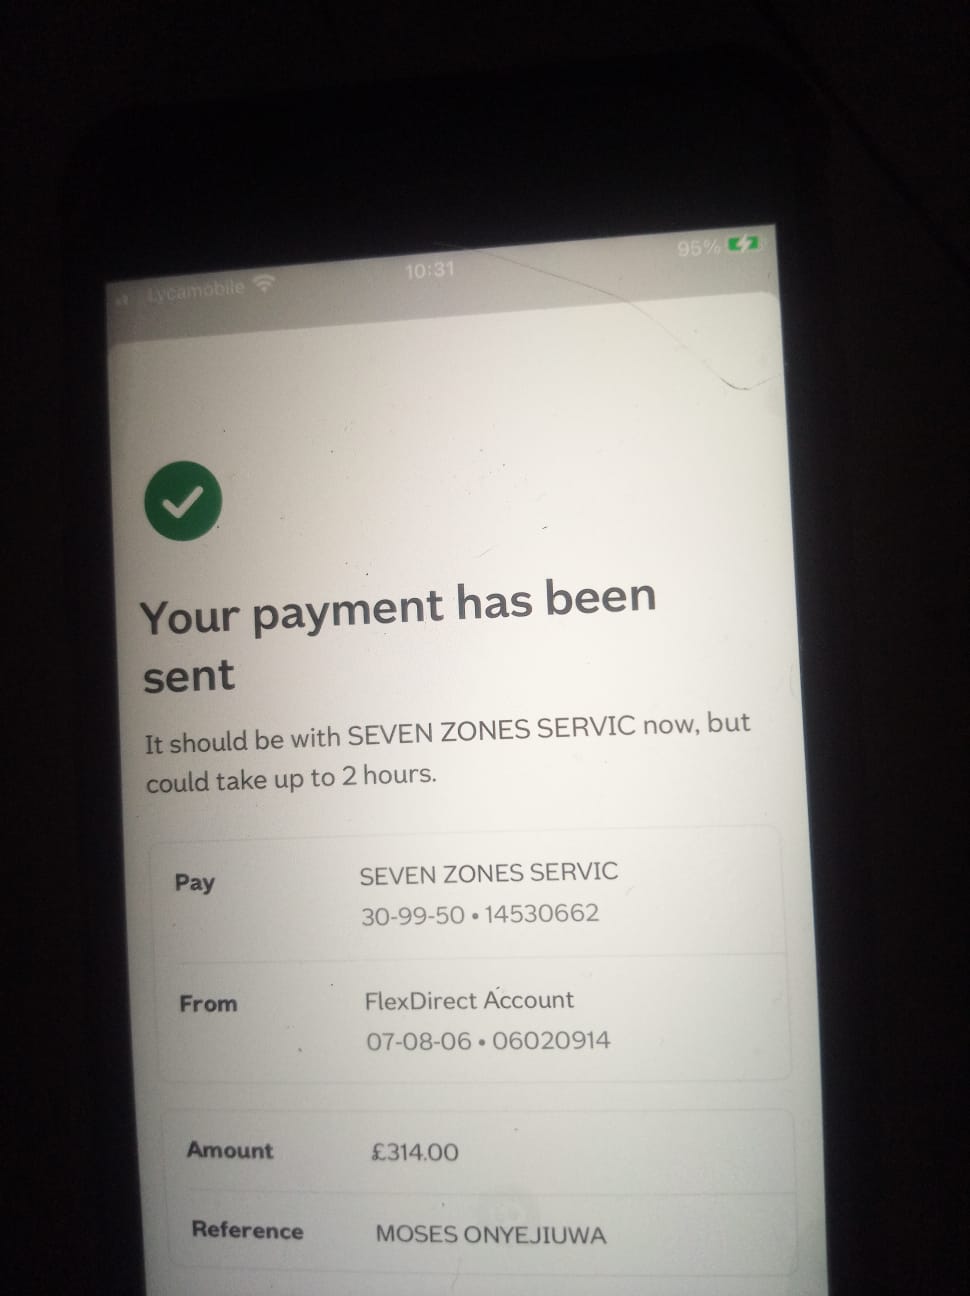 Lycamobile 10:31 95%
Your payment has been
sent
It should be with SEVEN ZONES SERVIC now, but
could take up to 2 hours.
Pay SEVEN ZONES SERVIC
30-99-50 • 14530662
From FlexDirect Account
07-08-06 • 06020914
Amount £314.00
Reference MOSES ONYEJIUWA